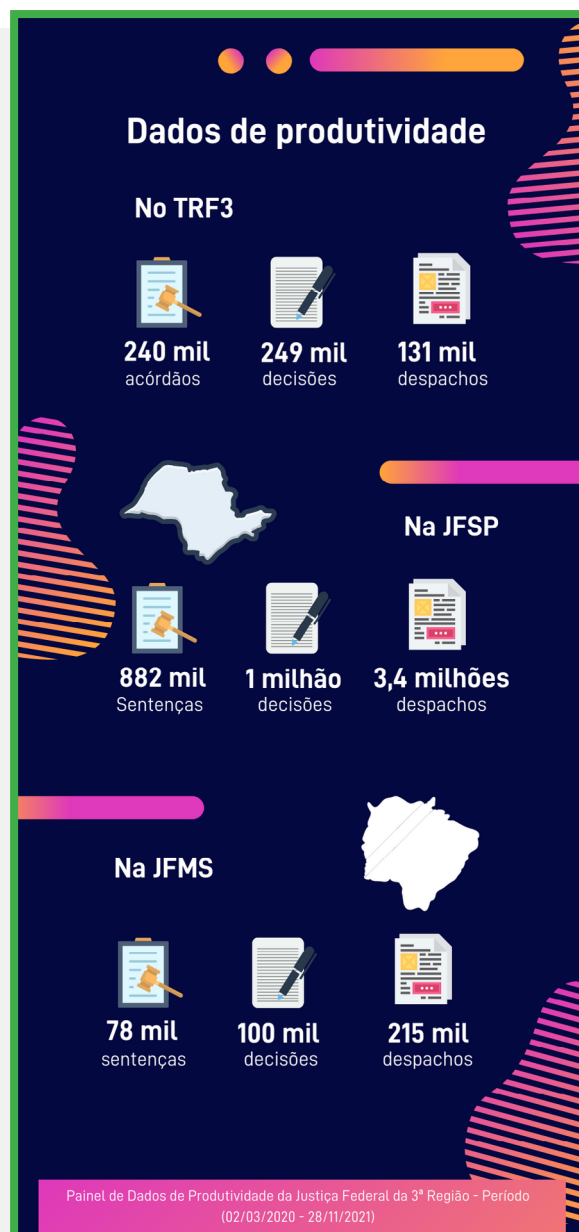 Dados de produtividade
No TRF3
240 mil 249 mil 131 mil
acórdãos decisões despachos
Na JFSP
882 mil 1 milhão 3,4 milhões
Sentenças decisões despachos
Na JFMS
78 mil 100 mil 215 mil
sentenças decisões despachos
Painel de Dados de Produtividade da Justiça Federal da 3ª Região - Período
(02/03/2020 - 28/11/2021)